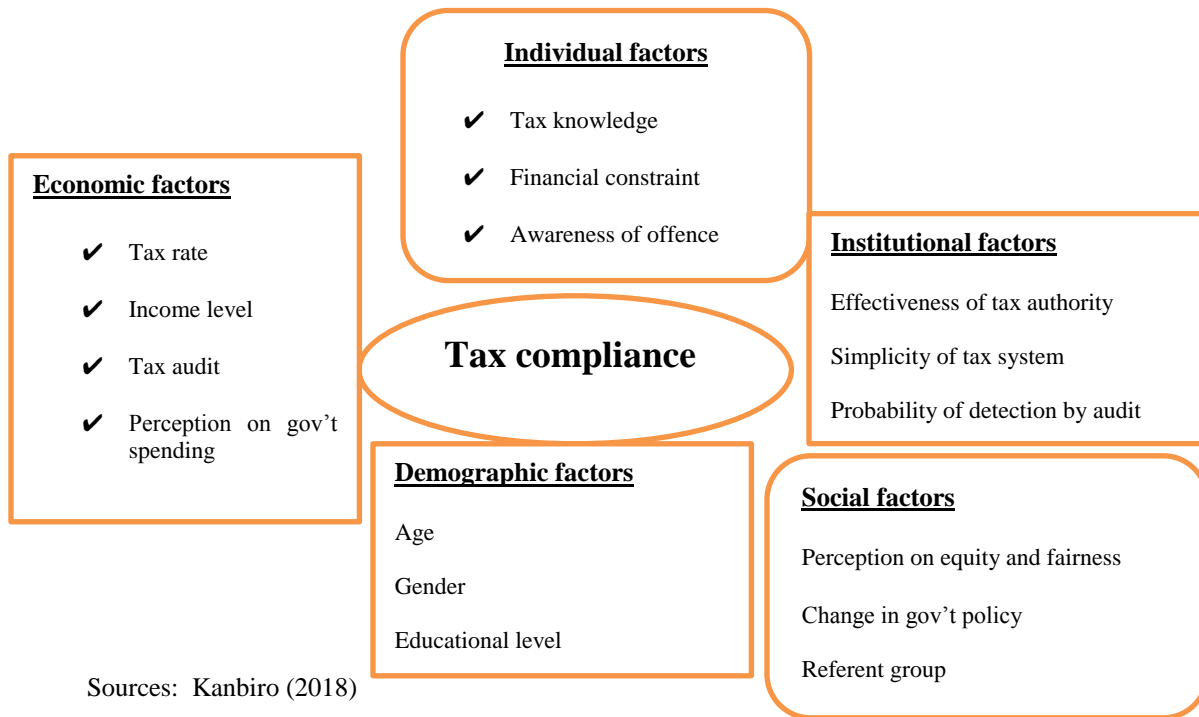 Individual factors
✔ Tax knowledge
✔ Financial constraint
✔ Awareness of offence
Economic factors
✔ Tax rate
✔ Income level
✔ Tax audit
✔ Perception on gov’t
spending
Tax compliance
Institutional factors
Effectiveness of tax authority
Simplicity of tax system
Probability of detection by audit
Demographic factors
Age
Gender
Educational level
Social factors
Perception on equity and fairness
Change in gov’t policy
Referent group
Sources: Kanbiro (2018)